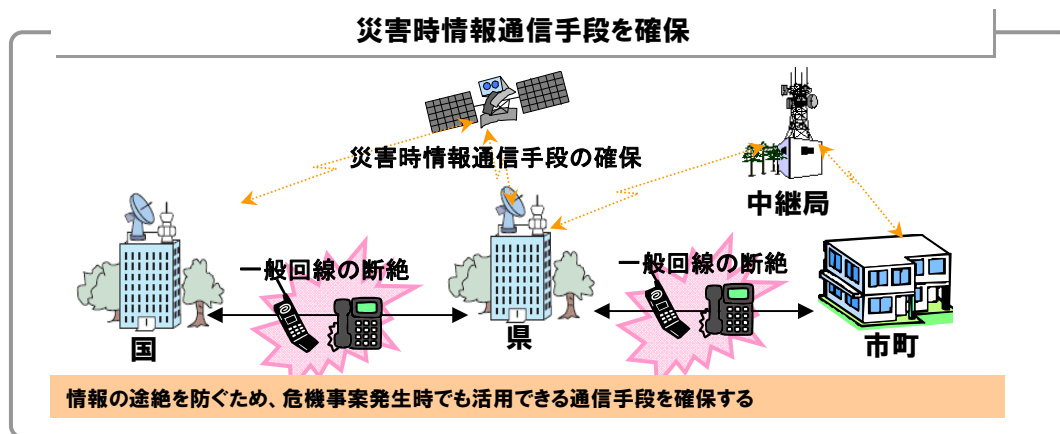 災害時情報通信手段を確保
災害時情報通信手段の確保
中継局
一般回線の断絶
一般回線の断絶
国
県
市町
情報の途絶を防ぐため、危機事案発生時でも活用できる通信手段を確保する